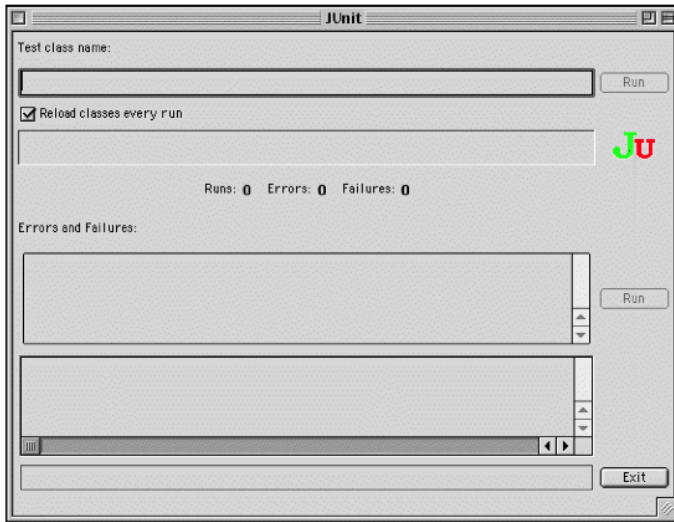 JUnit
Test class name:
Run
Reload classes every run
JU
Runs: 0 Errors: 0 Failures: 0
Errors and Failures:
Run
Exit